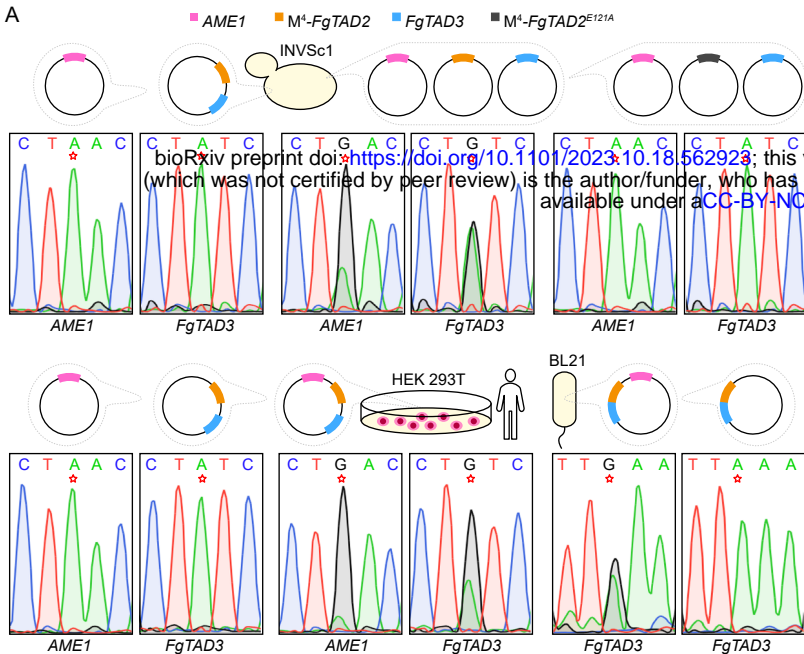 A
AME1 M⁴-FgTAD2 FgTAD3 M⁴-FgTAD2ᴱ¹²¹ᴬ
INVSc1
C T A A C C T A T C C T G A C C T G T C C T A A C C T A T C
bioRxiv preprint doi: https://doi.org/10.1101/2023.10.18.562923; this v
(which was not certified by peer review) is the author/funder, who has
available under aCC-BY-NC
AME1 FgTAD3 AME1 FgTAD3 AME1 FgTAD3
HEK 293T BL21
C T A A C C T A T C C T G A C C T G T C T T G A A T T A A A
AME1 FgTAD3 AME1 FgTAD3 FgTAD3 FgTAD3